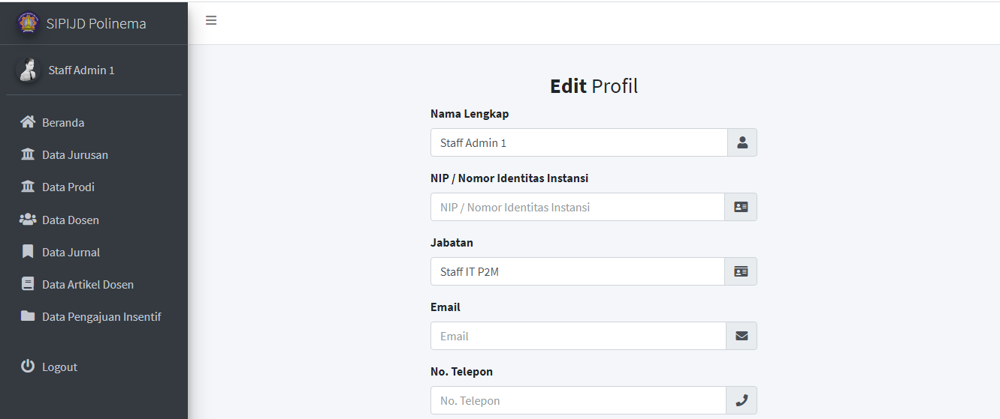 SIPIJD Polinema
Staff Admin 1
Beranda
Data Jurusan
Data Prodi
Data Dosen
Data Jurnal
Data Artikel Dosen
Data Pengajuan Insentif
Logout
Edit Profil
Nama Lengkap
Staff Admin 1
NIP / Nomor Identitas Instansi
NIP / Nomor Identitas Instansi
Jabatan
Staff IT P2M
Email
Email
No. Telepon
No. Telepon